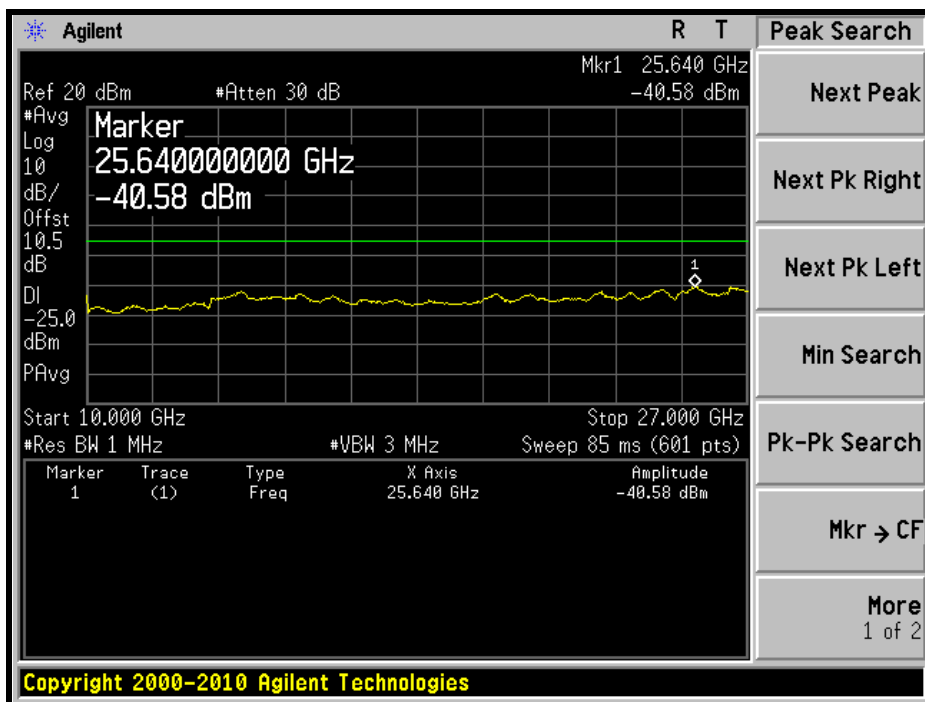 Agilent R T Peak Search
Mkr1 25.640 GHz
Ref 20 dBm #Atten 30 dB -40.58 dBm
#Avg
Log
10
dB/
Offst
10.5
dB
DI
-25.0
dBm
PAvg
Marker
25.640000000 GHz
-40.58 dBm
1
Start 10.000 GHz Stop 27.000 GHz
#Res BW 1 MHz #VBW 3 MHz Sweep 85 ms (601 pts)
Marker Trace Type X Axis Amplitude
1 (1) Freq 25.640 GHz -40.58 dBm
Next Peak
Next Pk Right
Next Pk Left
Min Search
Pk-Pk Search
Mkr → CF
More
1 of 2
Copyright 2000-2010 Agilent Technologies